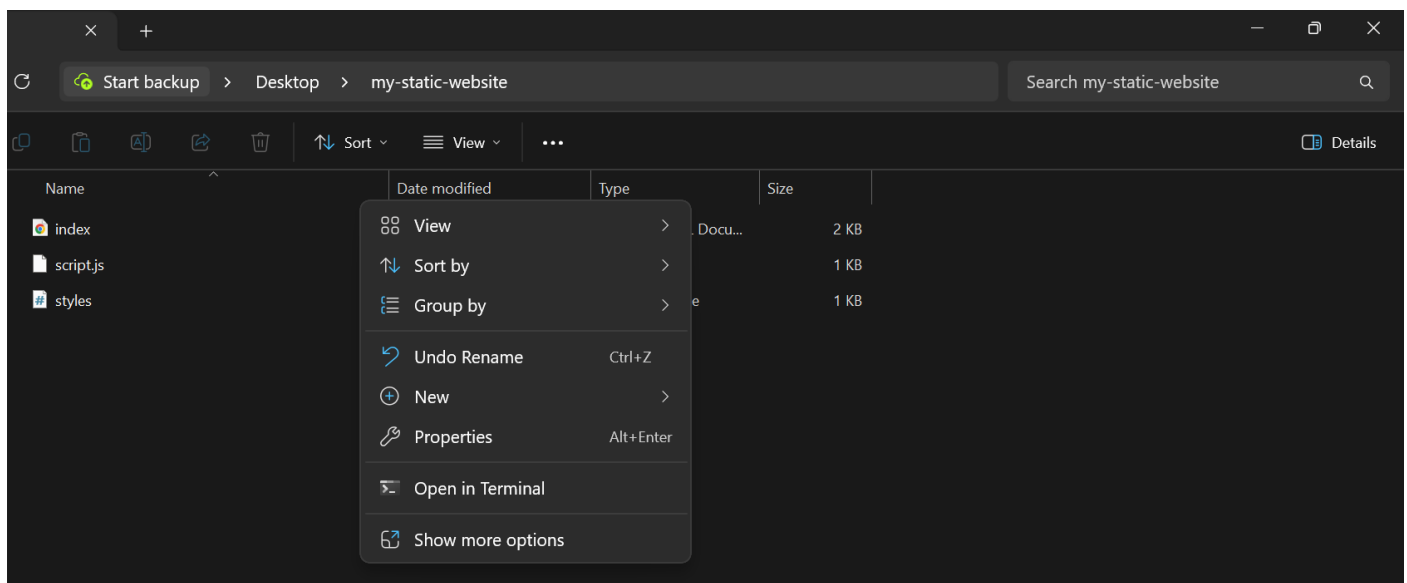 Start backup > Desktop > my-static-website Search my-static-website
Sort View ... Details
Name Date modified Type Size
index Docu... 2 KB
script.js 1 KB
styles e 1 KB
View
Sort by
Group by
Undo Rename Ctrl+Z
New
Properties Alt+Enter
Open in Terminal
Show more options